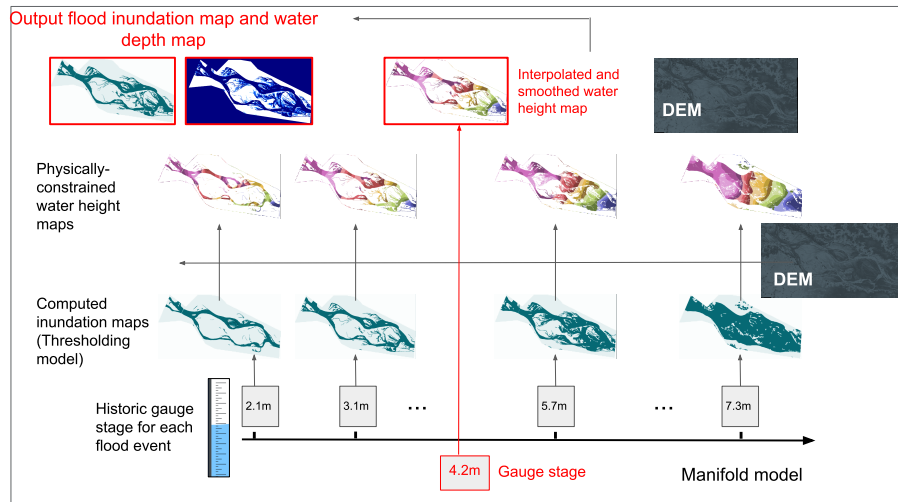 Output flood inundation map and water
depth map
Interpolated and
smoothed water
height map
DEM
Physically-
constrained
water height
maps
DEM
Computed
inundation maps
(Thresholding
model)
Historic gauge
stage for each
flood event
2.1m
3.1m
...
5.7m
...
7.3m
4.2m
Gauge stage
Manifold model